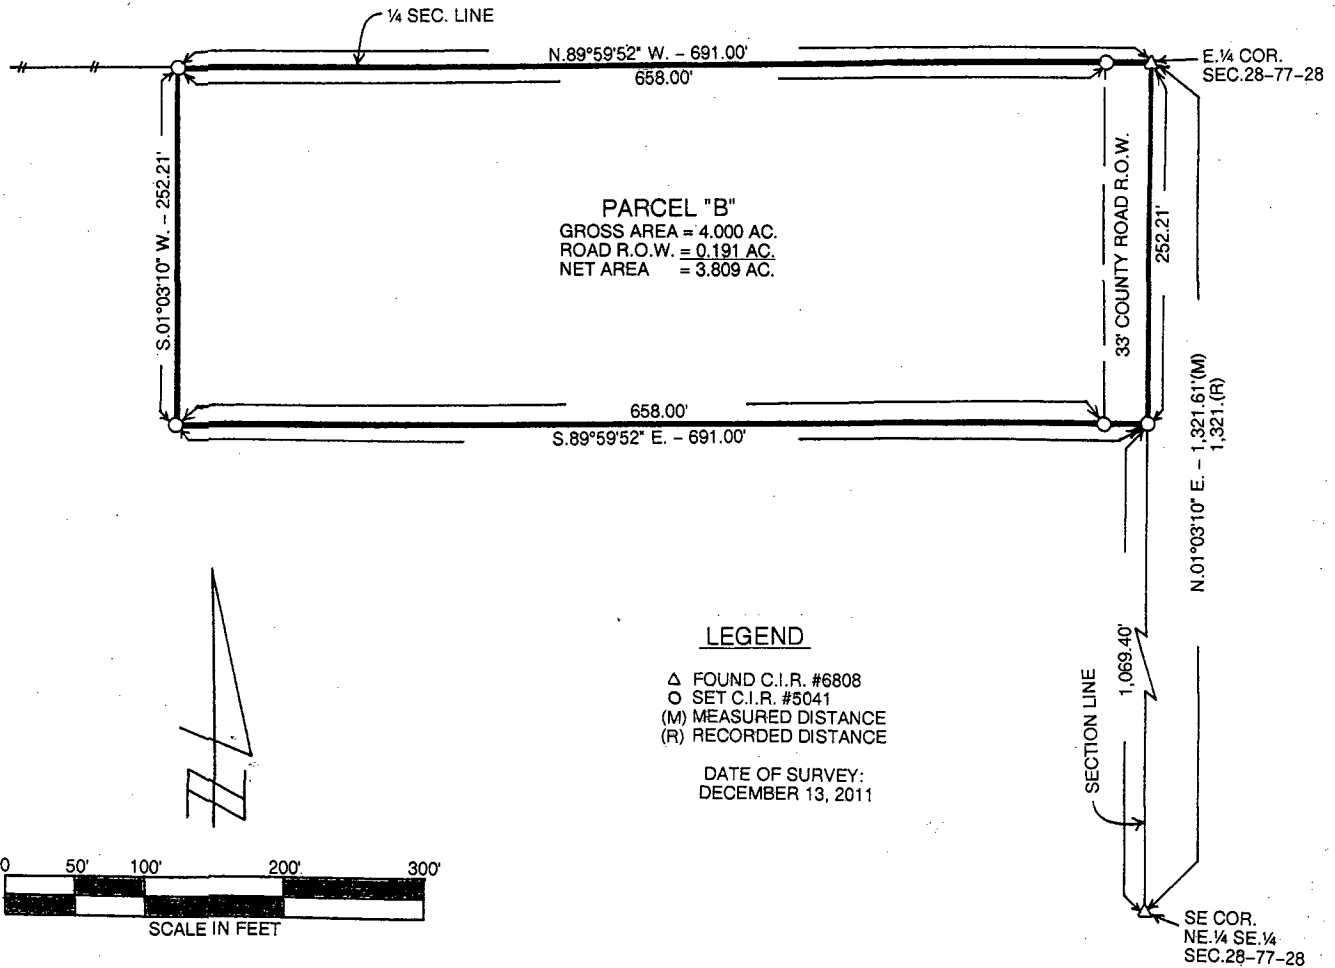 ¼ SEC. LINE
N.89°59'52" W. – 691.00'
658.00'
E.¼ COR.
SEC.28–77–28
S.01°03'10" W. – 252.21'
PARCEL "B"
GROSS AREA = 4.000 AC.
ROAD R.O.W. = 0.191 AC.
NET AREA = 3.809 AC.
33' COUNTY ROAD R.O.W.
252.21'
N.01°03'10" E. – 1,321.61'(M)
1,321.(R)
658.00'
S.89°59'52" E. – 691.00'
1,069.40'
SECTION LINE
LEGEND
△ FOUND C.I.R. #6808
○ SET C.I.R. #5041
(M) MEASURED DISTANCE
(R) RECORDED DISTANCE
DATE OF SURVEY:
DECEMBER 13, 2011
N
0 50' 100' 200' 300'
SCALE IN FEET
SE COR.
NE.¼ SE.¼
SEC.28–77–28